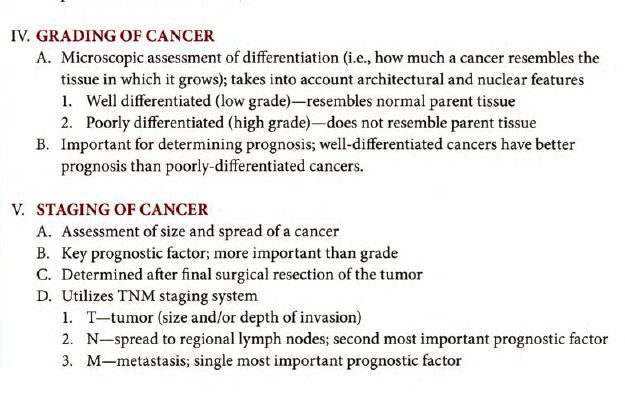 IV. GRADING OF CANCER
A. Microscopic assessment of differentiation (i.e., how much a cancer resembles the
tissue in which it grows); takes into account architectural and nuclear features
1. Well differentiated (low grade)—resembles normal parent tissue
2. Poorly differentiated (high grade)—does not resemble parent tissue
B. Important for determining prognosis; well-differentiated cancers have better
prognosis than poorly-differentiated cancers.
V. STAGING OF CANCER
A. Assessment of size and spread of a cancer
B. Key prognostic factor; more important than grade
C. Determined after final surgical resection of the tumor
D. Utilizes TNM staging system
1. T—tumor (size and/or depth of invasion)
2. N—spread to regional lymph nodes; second most important prognostic factor
3. M—metastasis; single most important prognostic factor